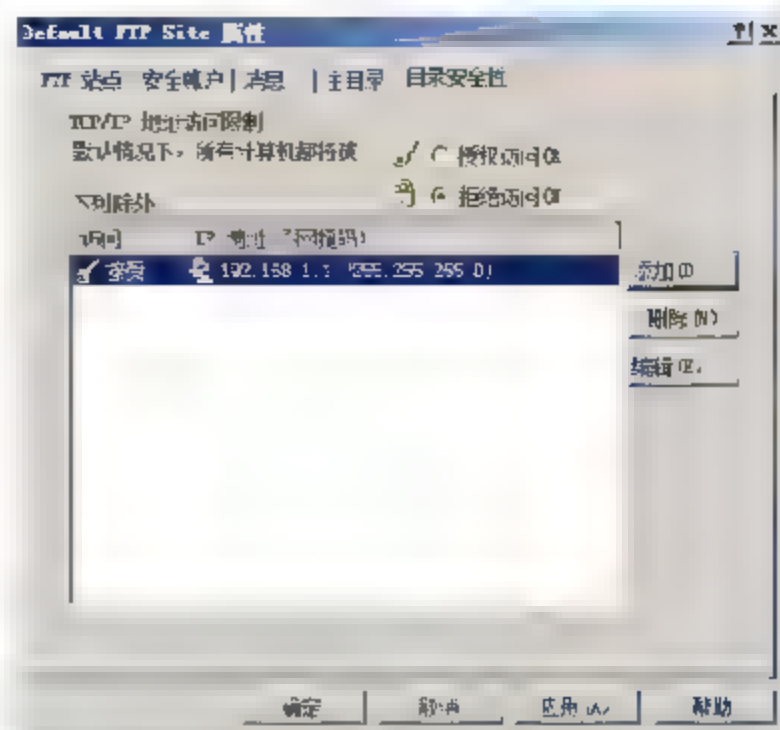 Default FTP Site 属性
FTP 站点 安全帐户 消息 主目录 目录安全性
TCP/IP 地址访问限制
默认情况下，所有计算机都将被
授权访问
拒绝访问
下列除外
访问 IP 地址 (子网掩码)
接受 192.168.1. (255.255.255.0)
添加
删除
编辑
确定 取消 应用(A) 帮助